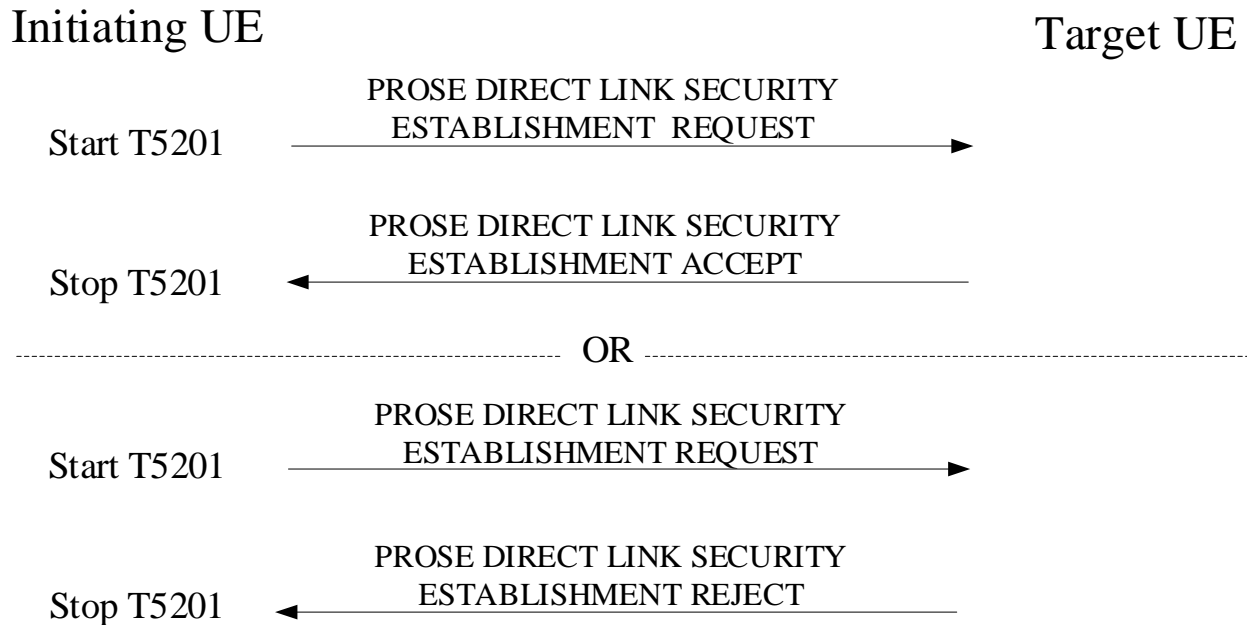 Initiating UE
Target UE
PROSE DIRECT LINK SECURITY
ESTABLISHMENT REQUEST
Start T5201
PROSE DIRECT LINK SECURITY
ESTABLISHMENT ACCEPT
Stop T5201
OR
PROSE DIRECT LINK SECURITY
ESTABLISHMENT REQUEST
Start T5201
PROSE DIRECT LINK SECURITY
ESTABLISHMENT REJECT
Stop T5201